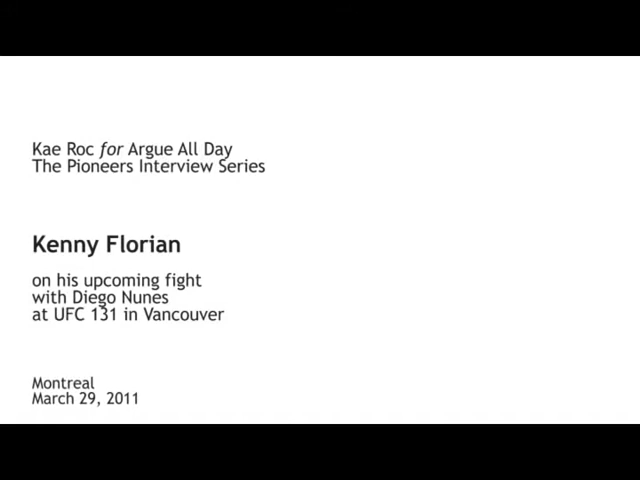 Kae Roc for Argue All Day
The Pioneers Interview Series
Kenny Florian
on his upcoming fight
with Diego Nunes
at UFC 131 in Vancouver
Montreal
March 29, 2011